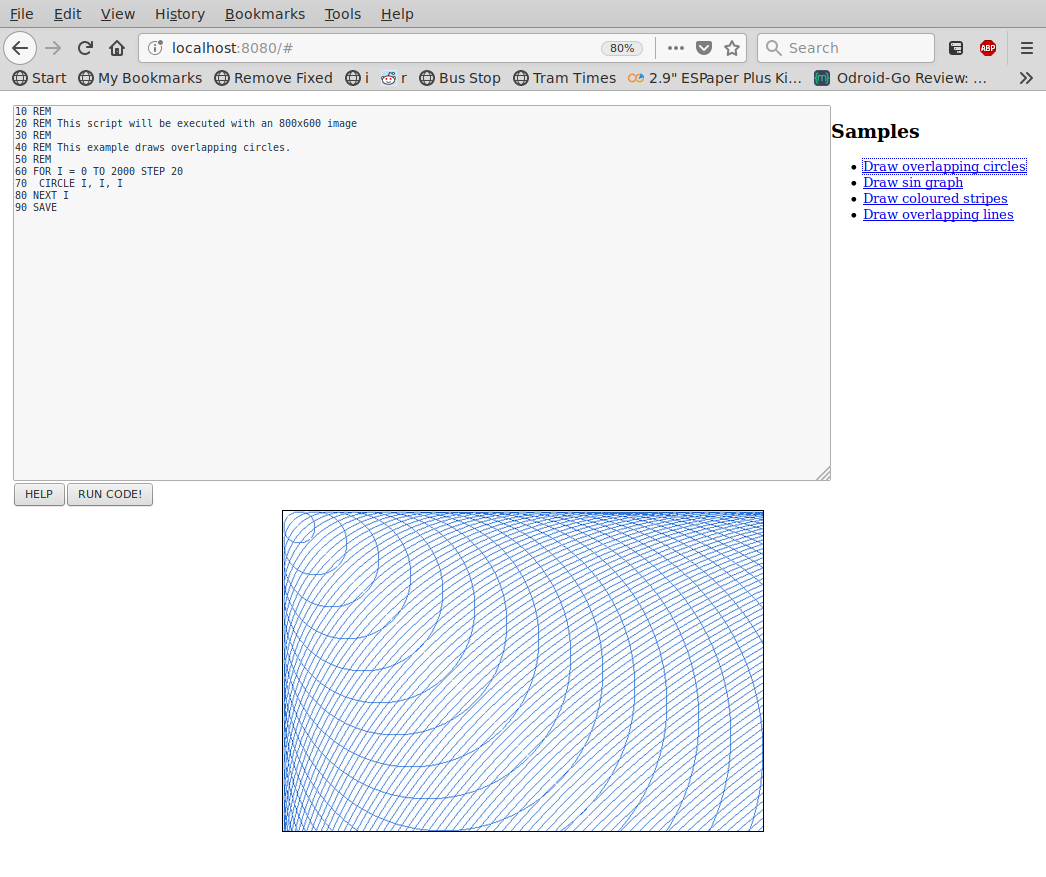 File Edit View History Bookmarks Tools Help
localhost:8080/# 80% Search ABP
Start My Bookmarks Remove Fixed i r Bus Stop Tram Times 2.9" ESPaper Plus Ki... {m} Odroid-Go Review: ...
10 REM
20 REM This script will be executed with an 800x600 image
30 REM
40 REM This example draws overlapping circles.
50 REM
60 FOR I = 0 TO 2000 STEP 20
70  CIRCLE I, I, I
80 NEXT I
90 SAVE
Samples
Draw overlapping circles
Draw sin graph
Draw coloured stripes
Draw overlapping lines
HELP RUN CODE!